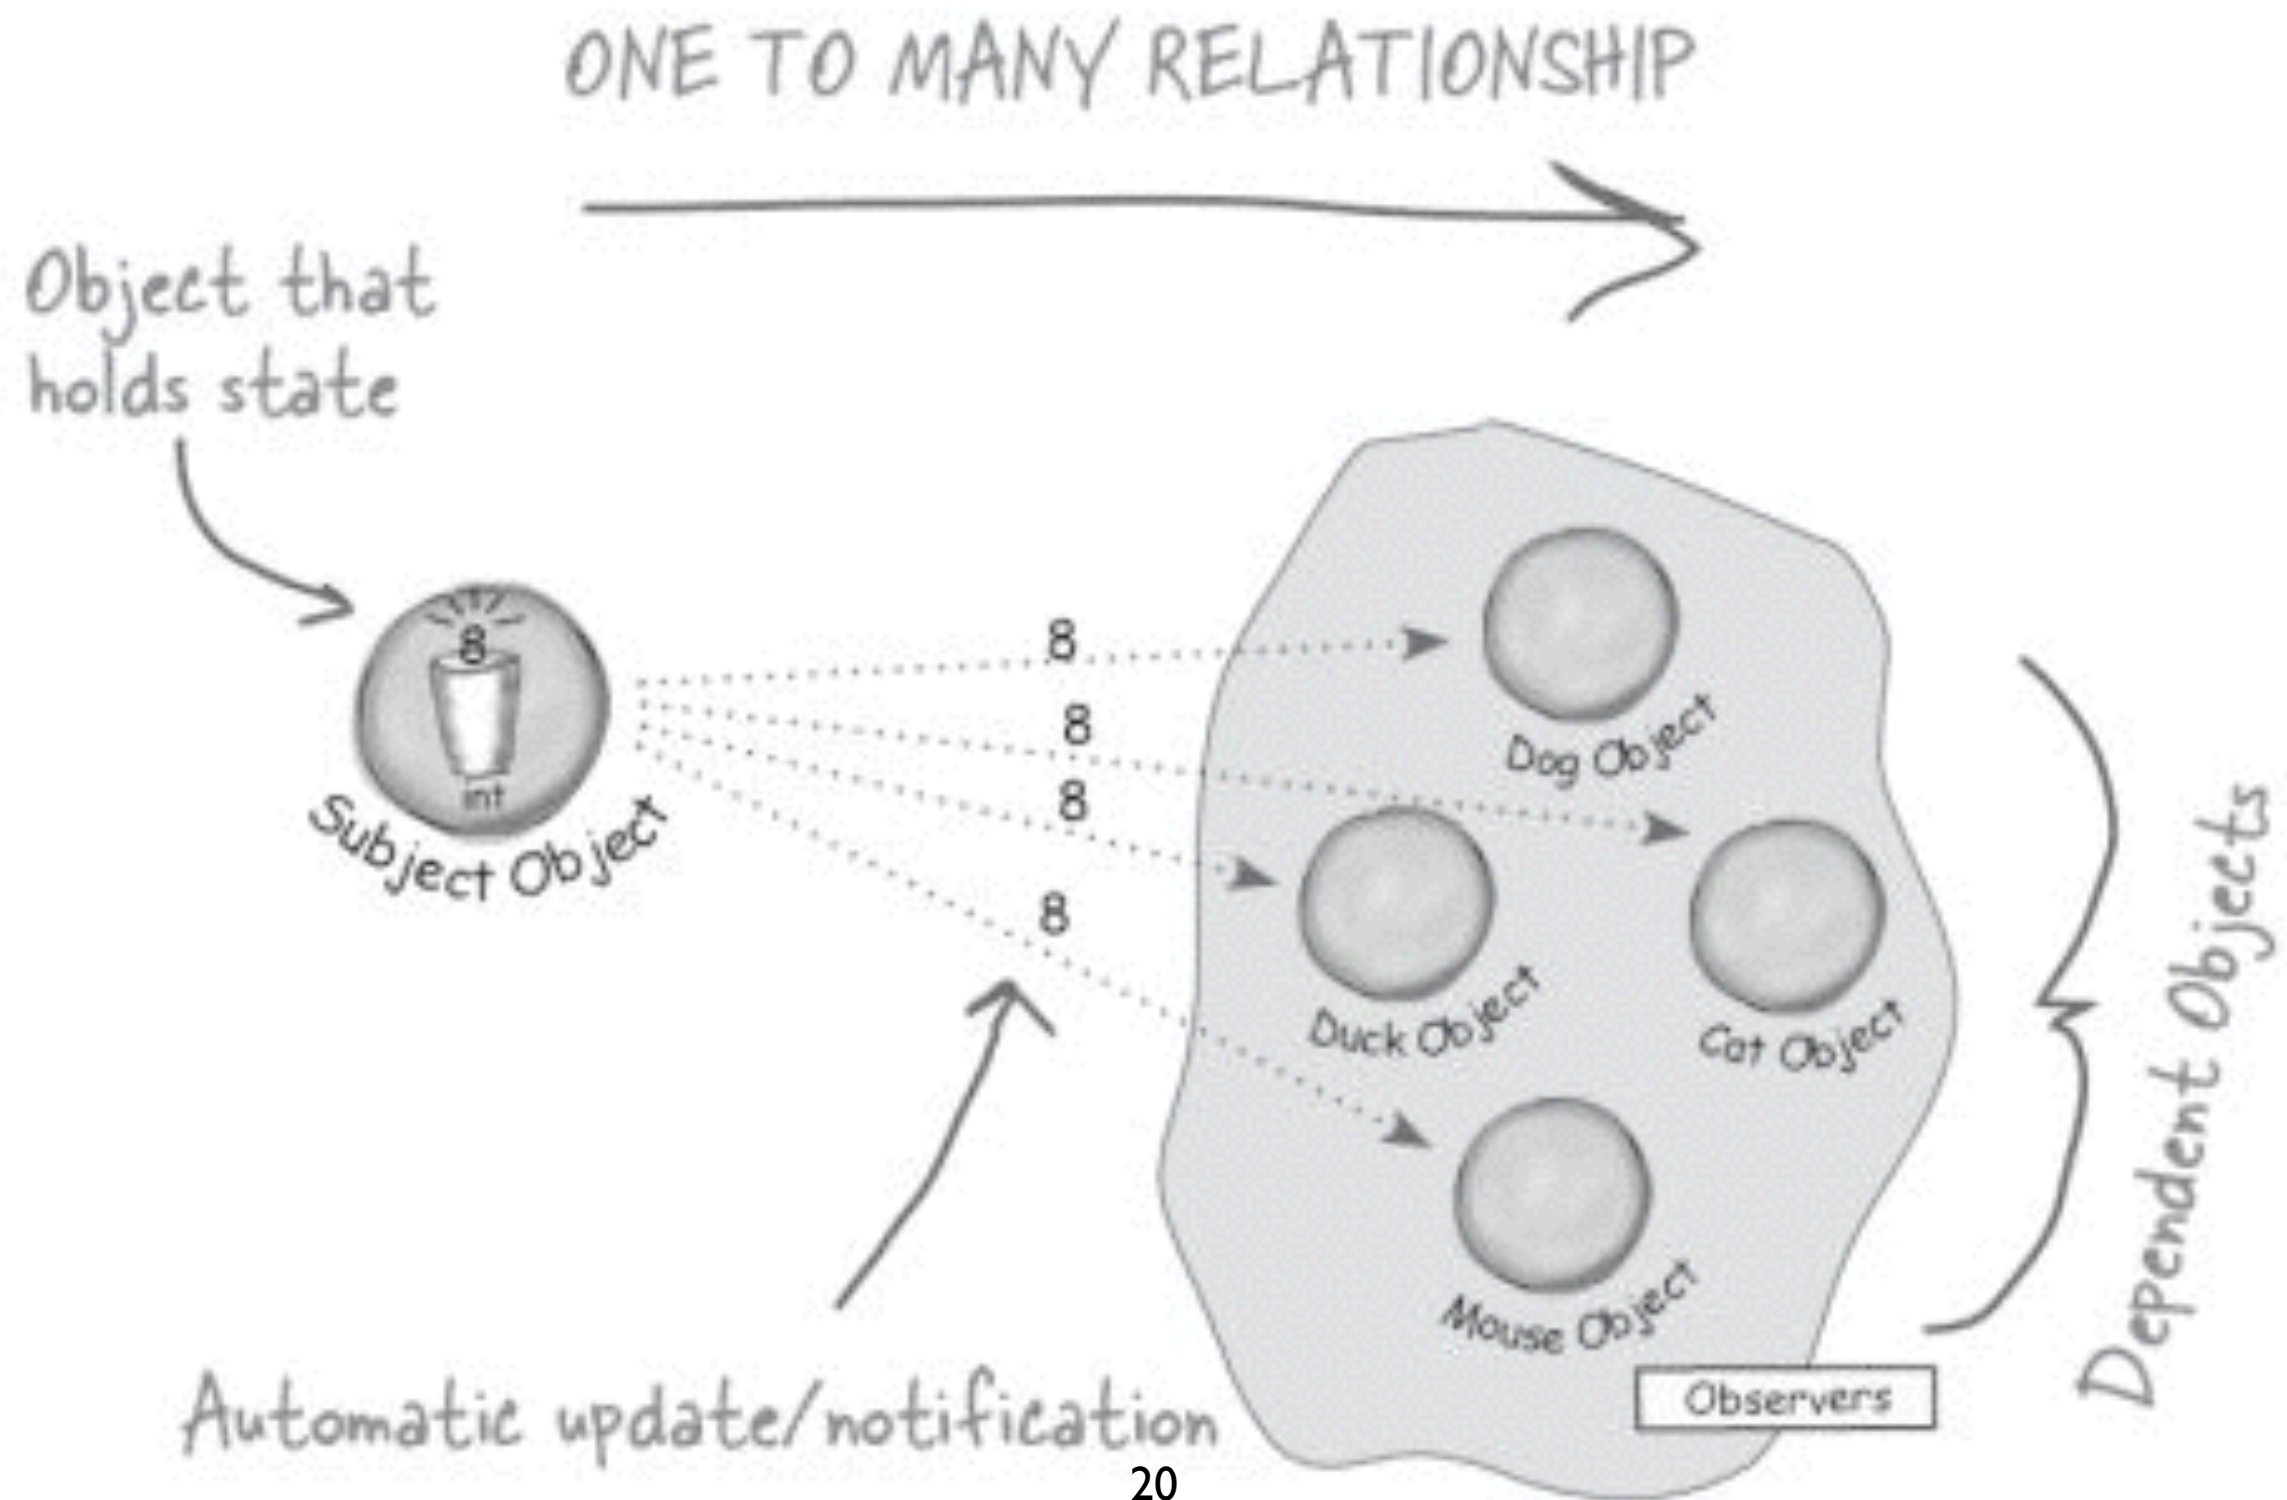 ONE TO MANY RELATIONSHIP
Object that
holds state
8
int
Subject Object
8
8
8
8
Dog Object
Duck Object
Cat Object
Mouse Object
Observers
Dependent Objects
Automatic update/notification
20